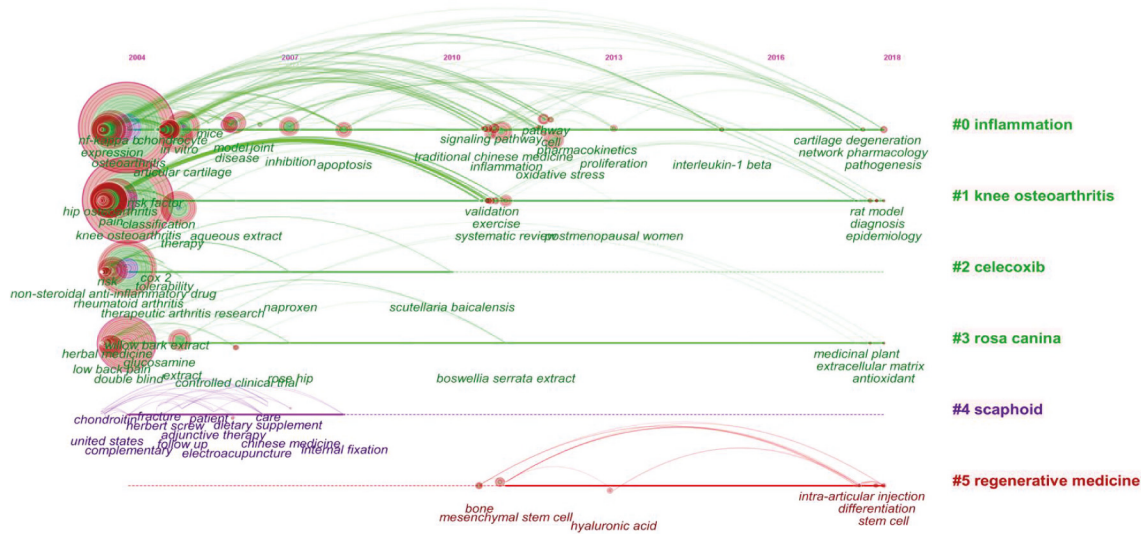 2004 2007 2010 2013 2016 2018
nf-kappa b chondrocyte mice pathway
expression in vitro model joint signaling pathway cell cartilage degeneration
osteoarthritis disease inhibition traditional chinese medicine pharmacokinetics network pharmacology
articular cartilage apoptosis inflammation proliferation interleukin-1 beta pathogenesis
oxidative stress
#0 inflammation
hip osteoarthritis risk factor validation rat model
pain classification exercise diagnosis
knee osteoarthritis aqueous extract systematic review postmenopausal women epidemiology
therapy
#1 knee osteoarthritis
risk cox 2
tolerability
non-steroidal anti-inflammatory drug
rheumatoid arthritis naproxen scutellaria baicalensis
therapeutic arthritis research
#2 celecoxib
willow bark extract
herbal medicine medicinal plant
low back pain glucosamine extracellular matrix
double blind extract rose hip boswellia serrata extract antioxidant
controlled clinical trial
#3 rosa canina
chondroitin fracture patient care
herbert screw dietary supplement
united states adjunctive therapy
complementary follow up chinese medicine internal fixation
electroacupuncture
#4 scaphoid
intra-articular injection
bone differentiation
mesenchymal stem cell stem cell
hyaluronic acid
#5 regenerative medicine